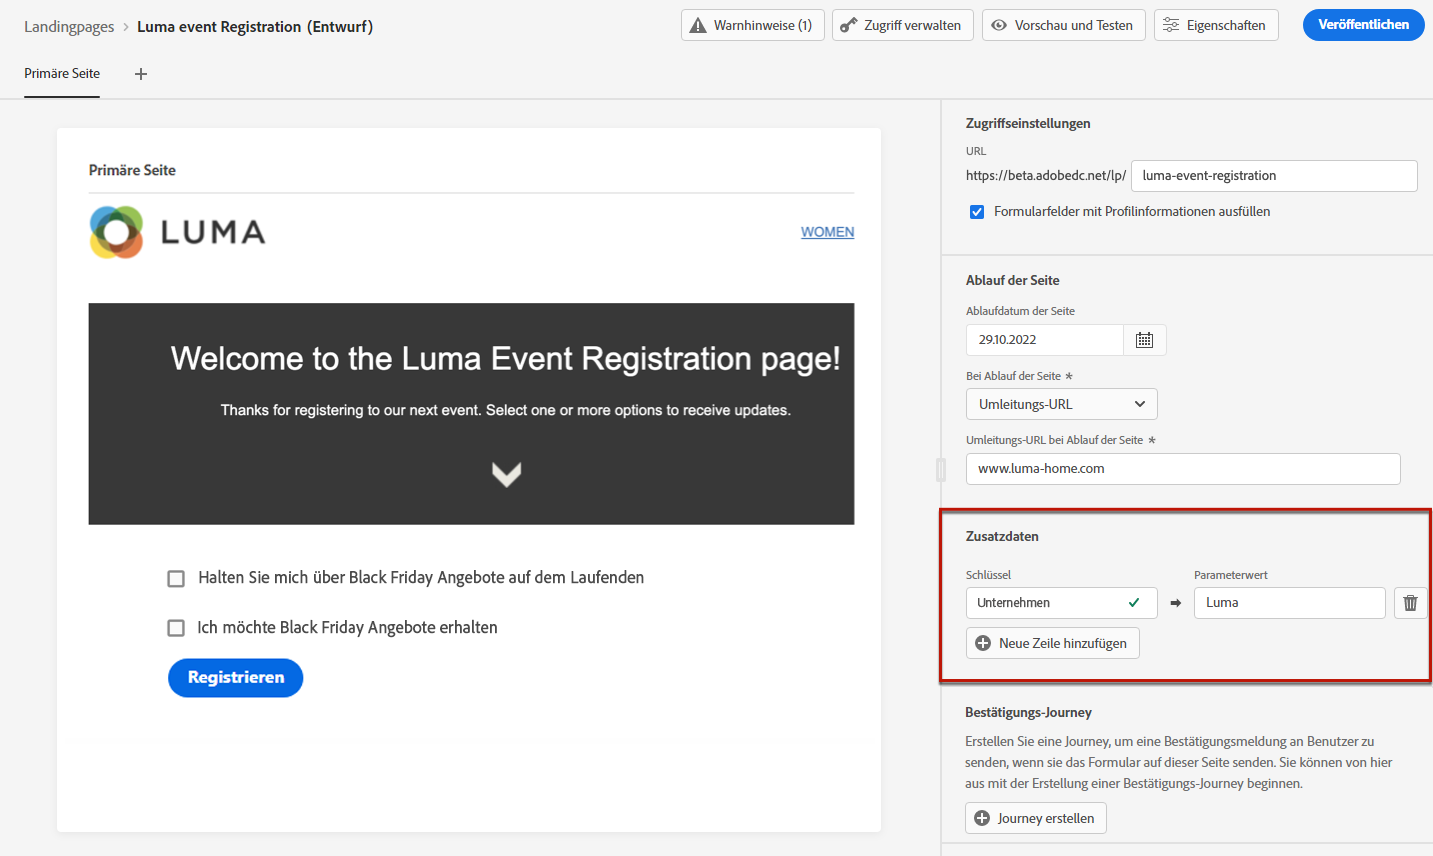 Landingpages > Luma event Registration (Entwurf)
Warnhinweise (1)
Zugriff verwalten
Vorschau und Testen
Eigenschaften
Veröffentlichen
Primäre Seite
Primäre Seite
LUMA
WOMEN
Welcome to the Luma Event Registration page!
Thanks for registering to our next event. Select one or more options to receive updates.
Halten Sie mich über Black Friday Angebote auf dem Laufenden
Ich möchte Black Friday Angebote erhalten
Registrieren
Zugriffseinstellungen
URL
https://beta.adobedc.net/lp/ luma-event-registration
Formularfelder mit Profilinformationen ausfüllen
Ablauf der Seite
Ablaufdatum der Seite
29.10.2022
Bei Ablauf der Seite *
Umleitungs-URL
Umleitungs-URL bei Ablauf der Seite *
www.luma-home.com
Zusatzdaten
Schlüssel Parameterwert
Unternehmen Luma
Neue Zeile hinzufügen
Bestätigungs-Journey
Erstellen Sie eine Journey, um eine Bestätigungsmeldung an Benutzer zu
senden, wenn sie das Formular auf dieser Seite senden. Sie können von hier
aus mit der Erstellung einer Bestätigungs-Journey beginnen.
Journey erstellen